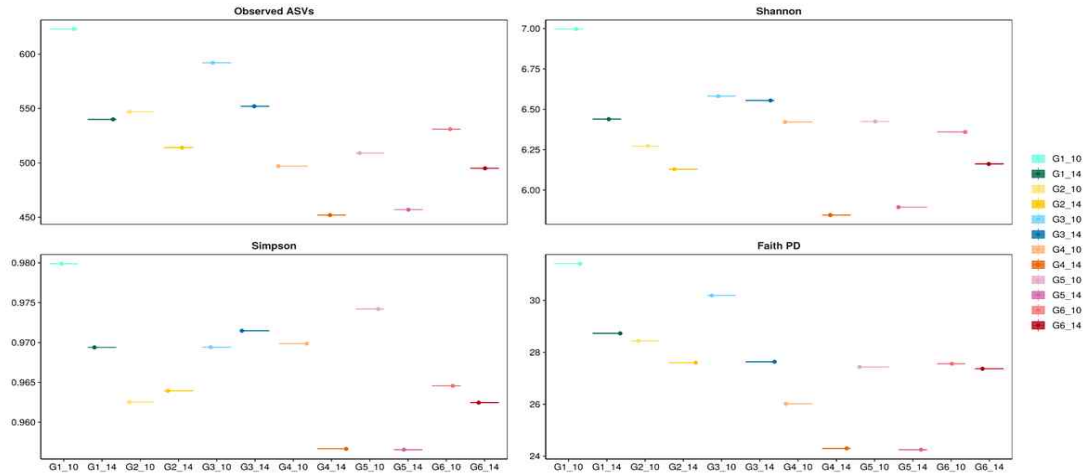 Observed ASVs
600
550
500
450
Shannon
7.00
6.75
6.50
6.25
6.00
Simpson
0.980
0.975
0.970
0.965
0.960
G1_10 G1_14 G2_10 G2_14 G3_10 G3_14 G4_10 G4_14 G5_10 G5_14 G6_10 G6_14
Faith PD
30
28
26
24
G1_10 G1_14 G2_10 G2_14 G3_10 G3_14 G4_10 G4_14 G5_10 G5_14 G6_10 G6_14
G1_10
G1_14
G2_10
G2_14
G3_10
G3_14
G4_10
G4_14
G5_10
G5_14
G6_10
G6_14